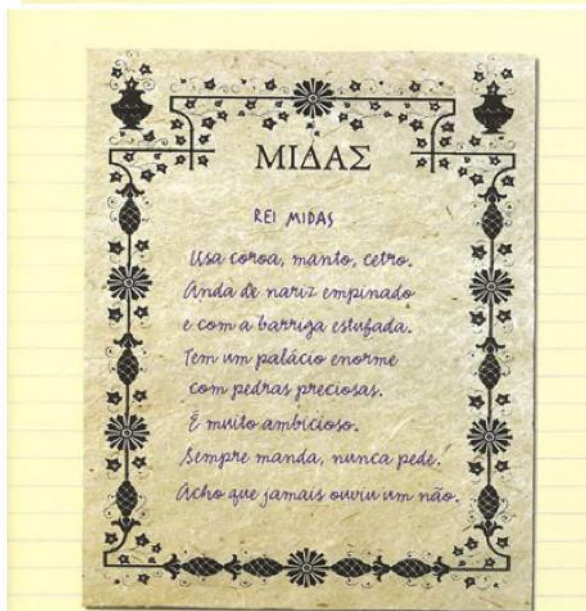 ΜΙΔΑΣ
REI MIDAS
Usa coroa, manto, cetro.
Anda de nariz empinado
e com a barriga estufada.
Tem um palácio enorme
com pedras preciosas.
É muito ambicioso.
Sempre manda, nunca pede.
Acho que jamais ouviu um não.